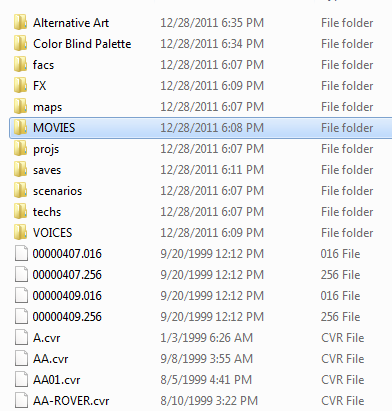 Alternative Art 12/28/2011 6:35 PM File folder
Color Blind Palette 12/28/2011 6:34 PM File folder
facs 12/28/2011 6:07 PM File folder
FX 12/28/2011 6:09 PM File folder
maps 12/28/2011 6:07 PM File folder
MOVIES 12/28/2011 6:08 PM File folder
projs 12/28/2011 6:07 PM File folder
saves 12/28/2011 6:11 PM File folder
scenarios 12/28/2011 6:07 PM File folder
techs 12/28/2011 6:07 PM File folder
VOICES 12/28/2011 6:09 PM File folder
00000407.016 9/20/1999 12:12 PM 016 File
00000407.256 9/20/1999 12:12 PM 256 File
00000409.016 9/20/1999 12:12 PM 016 File
00000409.256 9/20/1999 12:12 PM 256 File
A.cvr 1/3/1999 6:26 AM CVR File
AA.cvr 9/8/1999 3:55 AM CVR File
AA01.cvr 8/5/1999 4:41 PM CVR File
AA-ROVER.cvr 8/10/1999 3:22 PM CVR File